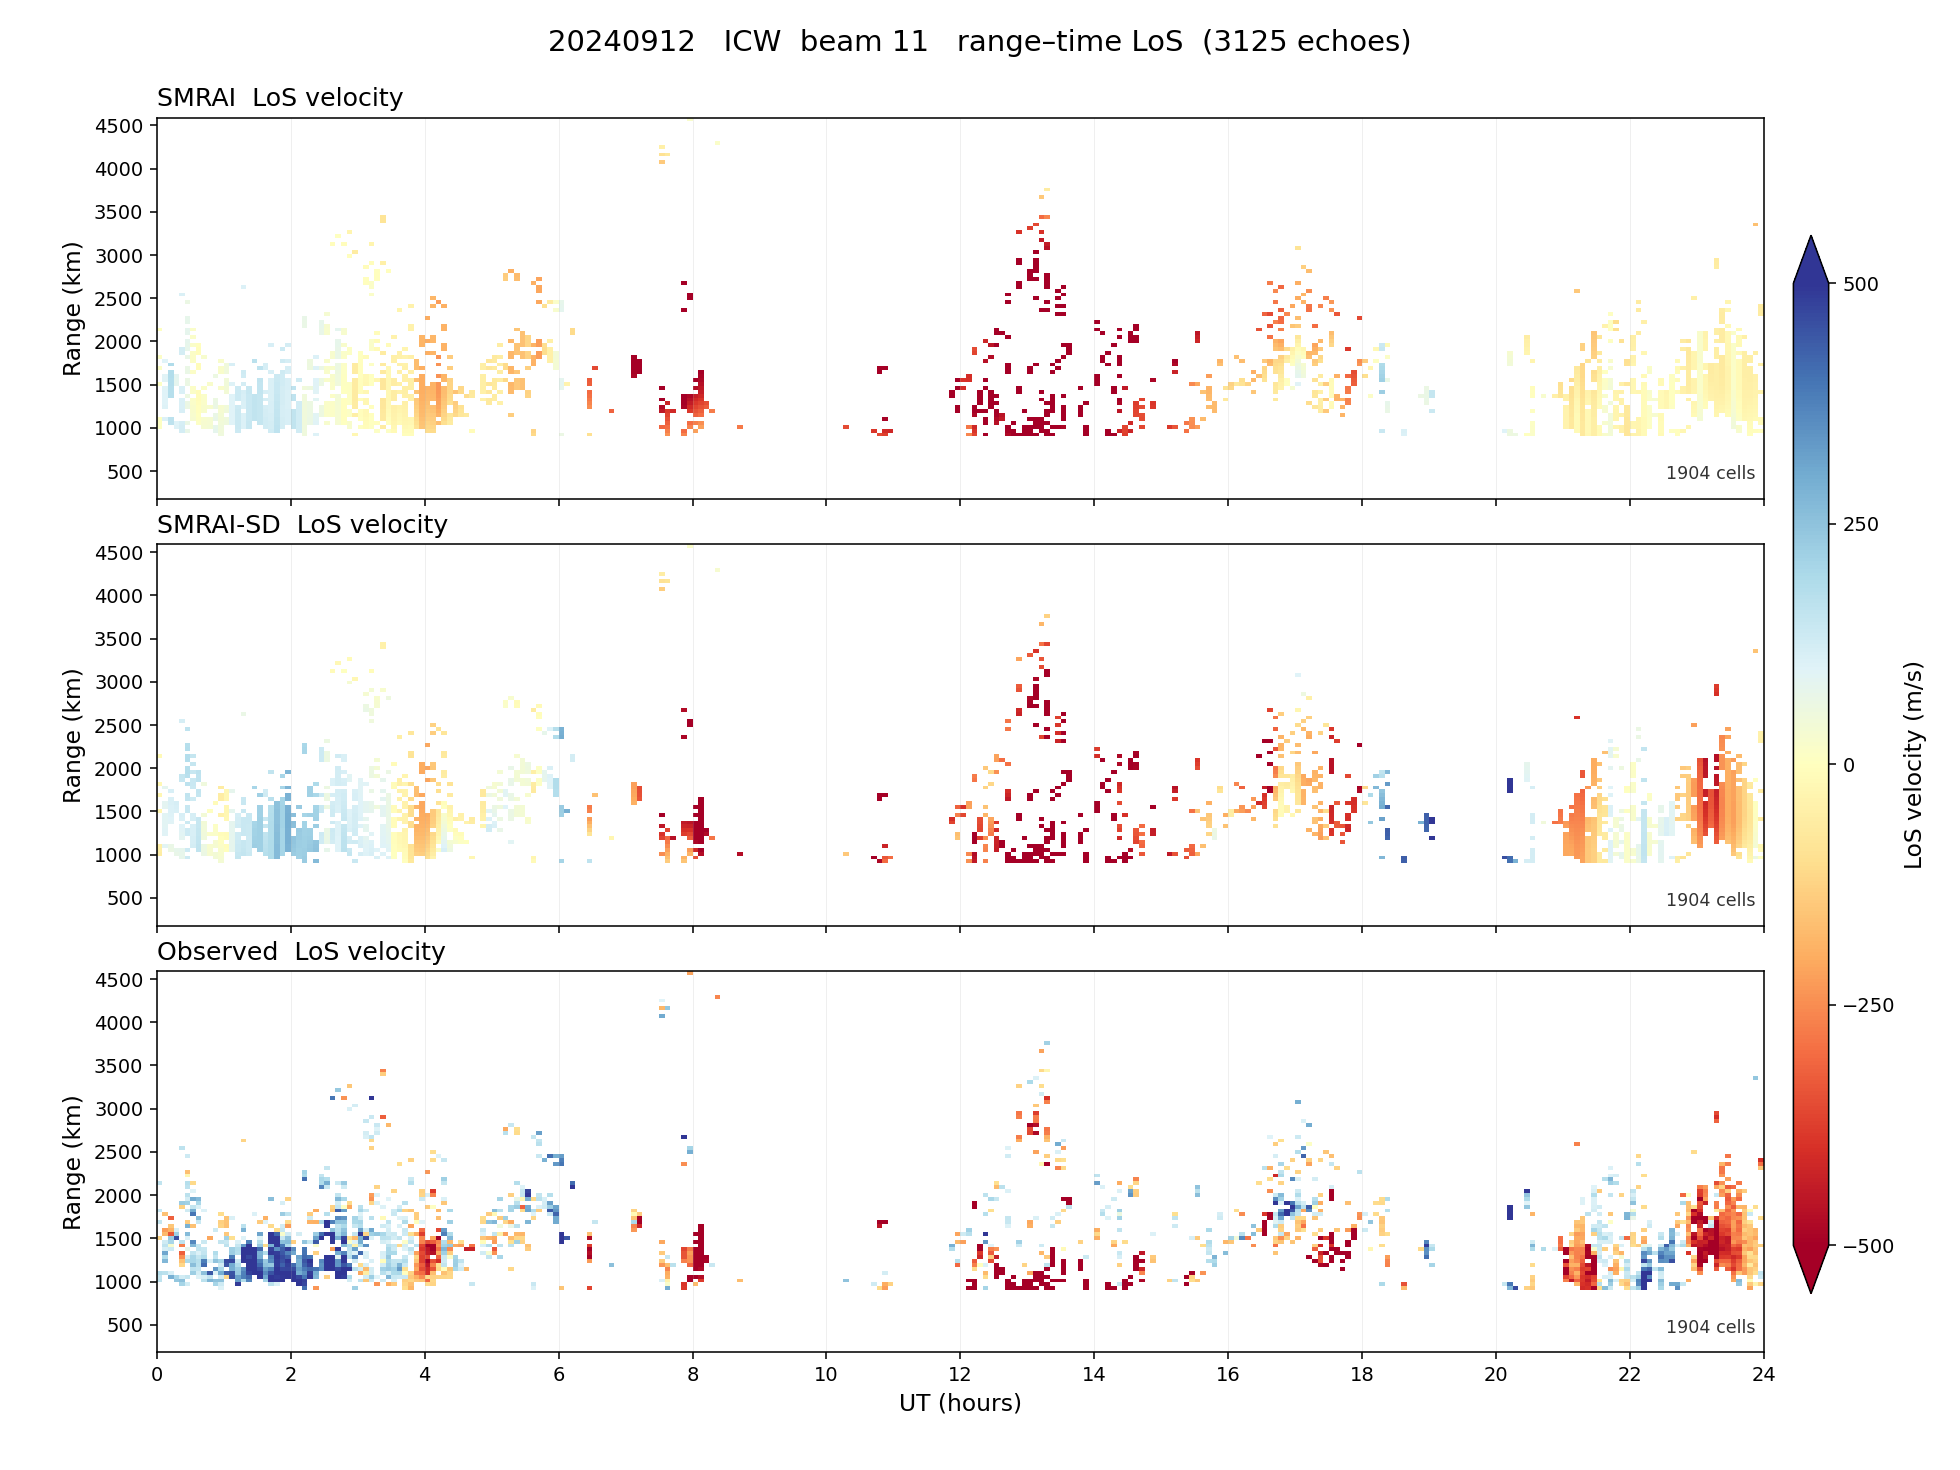 20240912   ICW  beam 11   range–time LoS  (3125 echoes)
SMRAI  LoS velocity
4500
4000
3500
3000
2500
2000
1500
1000
500
Range (km)
1904 cells
SMRAI-SD  LoS velocity
4500
4000
3500
3000
2500
2000
1500
1000
500
Range (km)
1904 cells
Observed  LoS velocity
4500
4000
3500
3000
2500
2000
1500
1000
500
Range (km)
1904 cells
0 2 4 6 8 10 12 14 16 18 20 22 24
UT (hours)
500
250
0
−250
−500
LoS velocity (m/s)